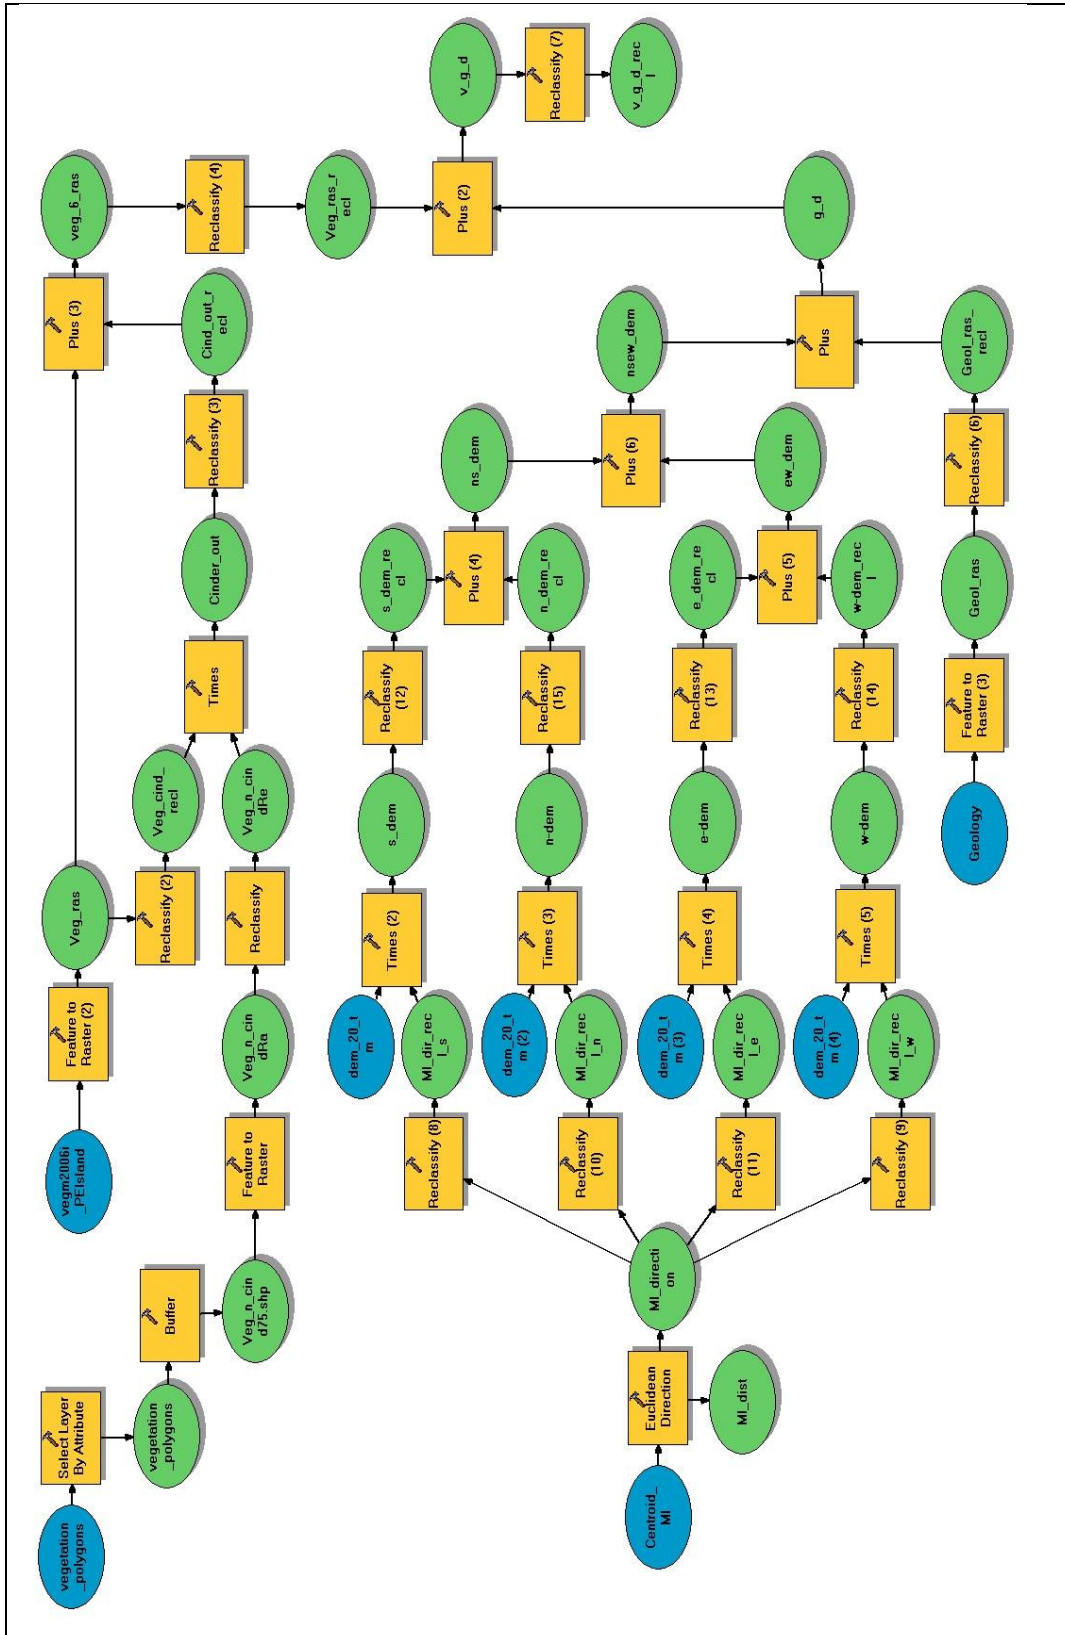 vegetation
_polygons
Select Layer
By Attribute
vegetation
_polygons
Buffer
Veg_n_cin
d75.shp
Feature to
Raster
Veg_n_cin
dRa
Reclassify
Veg_n_cin
dRe
vegm2006i
_PEIsland
Feature to
Raster (2)
Veg_ras
Reclassify (2)
Veg_cind_
recl
Times
Cinder_out
Reclassify (3)
Cind_out_r
ecl
Plus (3)
veg_6_ras
Reclassify (4)
Veg_ras_r
ecl
Plus (2)
v_g_d
Reclassify (7)
v_g_d_rec
l
Centroid_
MI
Euclidean
Direction
MI_dist
MI_directi
on
Reclassify (8)
MI_dir_rec
l_s
dem_20_t
m
Times (2)
s_dem
Reclassify
(12)
s_dem_re
cl
Reclassify
(10)
MI_dir_rec
l_n
dem_20_t
m (2)
Times (3)
n-dem
Reclassify
(15)
n_dem_re
cl
Plus (4)
ns_dem
Reclassify
(11)
MI_dir_rec
l_e
dem_20_t
m (3)
Times (4)
e-dem
Reclassify
(13)
e_dem_re
cl
Reclassify (9)
MI_dir_rec
l_w
dem_20_t
m (4)
Times (5)
w-dem
Reclassify
(14)
w-dem_rec
l
Plus (5)
ew_dem
Plus (6)
nsew_dem
Geology
Feature to
Raster (3)
Geol_ras
Reclassify (6)
Geol_ras_
recl
Plus
g_d